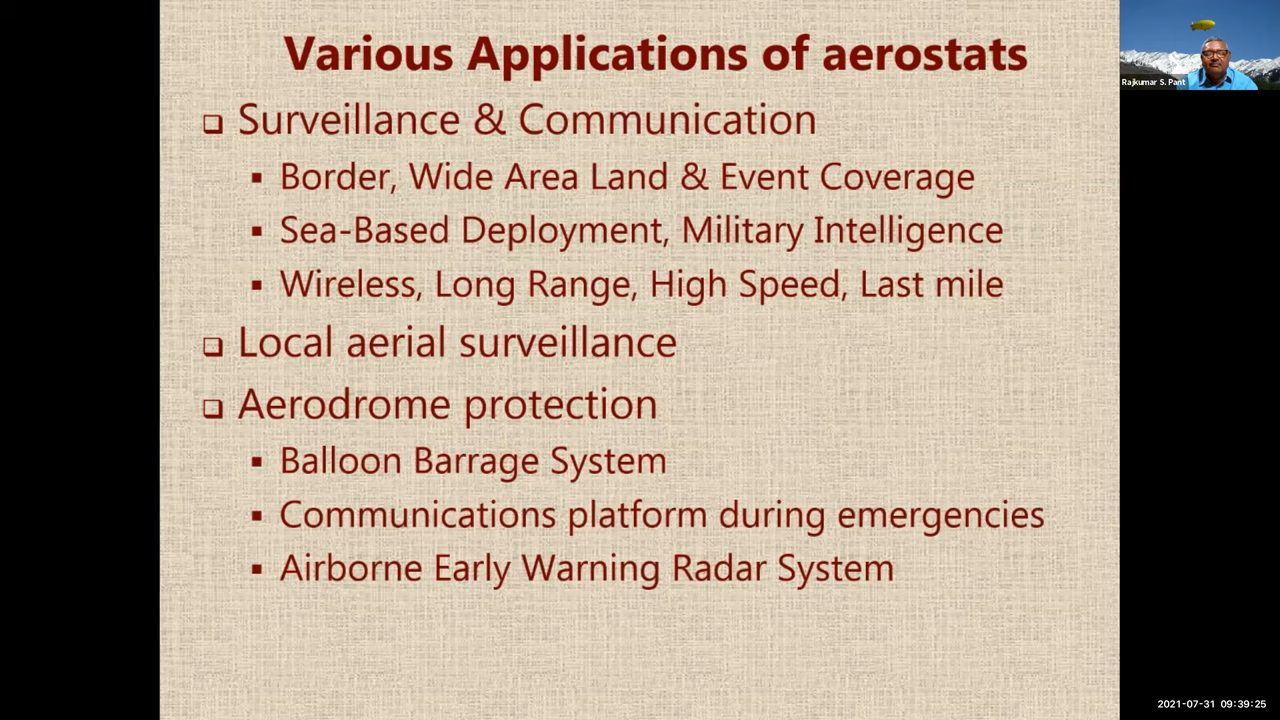 Various Applications of aerostats
Surveillance & Communication
Border, Wide Area Land & Event Coverage
Sea-Based Deployment, Military Intelligence
Wireless, Long Range, High Speed, Last mile
Local aerial surveillance
Aerodrome protection
Balloon Barrage System
Communications platform during emergencies
Airborne Early Warning Radar System
Rajkumar S. Pant
2021-07-31 09:39:25